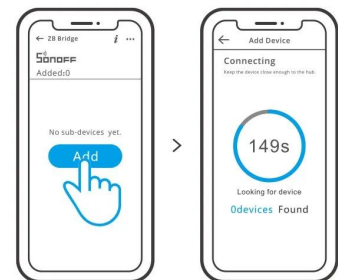 ← ZB Bridge i ...
SONOFF
Added:0
No sub-devices yet.
Add
>
← Add Device
Connecting
Keep the device close enough to the hub.
149s
Looking for device
0devices Found